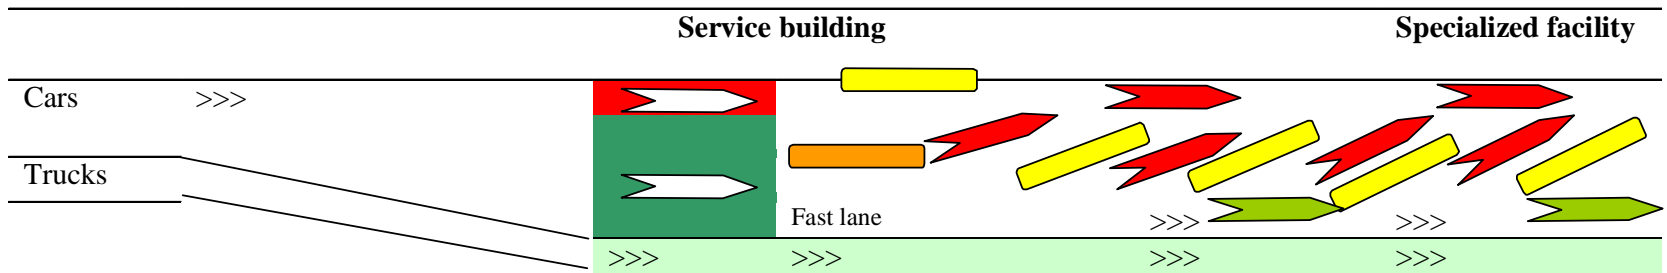 Service building Specialized facility
Cars >>>
Trucks
Fast lane >>> >>>
>>> >>> >>> >>>